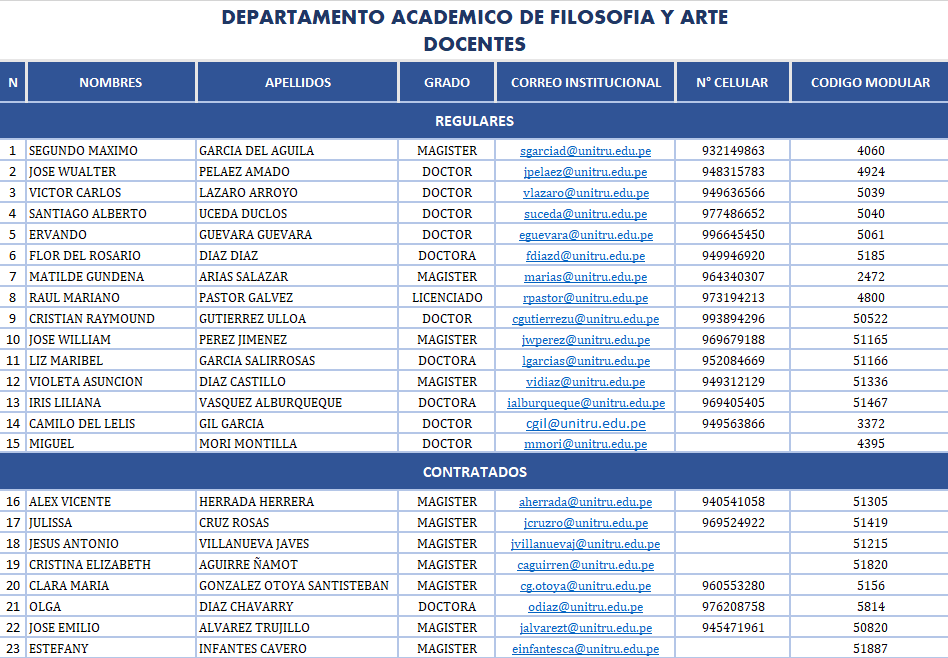 DEPARTAMENTO ACADEMICO DE FILOSOFIA Y ARTE
DOCENTES
N NOMBRES APELLIDOS GRADO CORREO INSTITUCIONAL N° CELULAR CODIGO MODULAR
REGULARES
1 SEGUNDO MAXIMO GARCIA DEL AGUILA MAGISTER sgarciad@unitru.edu.pe 932149863 4060
2 JOSE WUALTER PELAEZ AMADO DOCTOR jpelaez@unitru.edu.pe 948315783 4924
3 VICTOR CARLOS LAZARO ARROYO DOCTOR vlazaro@unitru.edu.pe 949636566 5039
4 SANTIAGO ALBERTO UCEDA DUCLOS DOCTOR suceda@unitru.edu.pe 977486652 5040
5 ERVANDO GUEVARA GUEVARA DOCTOR eguevara@unitru.edu.pe 996645450 5061
6 FLOR DEL ROSARIO DIAZ DIAZ DOCTORA fdiazd@unitru.edu.pe 949946920 5185
7 MATILDE GUNDENA ARIAS SALAZAR MAGISTER marias@unitru.edu.pe 964340307 2472
8 RAUL MARIANO PASTOR GALVEZ LICENCIADO rpastor@unitru.edu.pe 973194213 4800
9 CRISTIAN RAYMOUND GUTIERREZ ULLOA DOCTOR cgutierrezu@unitru.edu.pe 993894296 50522
10 JOSE WILLIAM PEREZ JIMENEZ MAGISTER jwperez@unitru.edu.pe 969679188 51165
11 LIZ MARIBEL GARCIA SALIRROSAS DOCTORA lgarcias@unitru.edu.pe 952084669 51166
12 VIOLETA ASUNCION DIAZ CASTILLO MAGISTER vidiaz@unitru.edu.pe 949312129 51336
13 IRIS LILIANA VASQUEZ ALBURQUEQUE DOCTORA ialburqueque@unitru.edu.pe 969405405 51467
14 CAMILO DEL LELIS GIL GARCIA DOCTOR cgil@unitru.edu.pe 949563866 3372
15 MIGUEL MORI MONTILLA DOCTOR mmori@unitru.edu.pe 4395
CONTRATADOS
16 ALEX VICENTE HERRADA HERRERA MAGISTER aherrada@unitru.edu.pe 940541058 51305
17 JULISSA CRUZ ROSAS MAGISTER jcruzro@unitru.edu.pe 969524922 51419
18 JESUS ANTONIO VILLANUEVA JAVES MAGISTER jvillanuevaj@unitru.edu.pe 51215
19 CRISTINA ELIZABETH AGUIRRE ÑAMOT MAGISTER caguirren@unitru.edu.pe 51820
20 CLARA MARIA GONZALEZ OTOYA SANTISTEBAN MAGISTER cg.otoya@unitru.edu.pe 960553280 5156
21 OLGA DIAZ CHAVARRY DOCTORA odiaz@unitru.edu.pe 976208758 5814
22 JOSE EMILIO ALVAREZ TRUJILLO MAGISTER jalvarezt@unitru.edu.pe 945471961 50820
23 ESTEFANY INFANTES CAVERO MAGISTER einfantesca@unitru.edu.pe 51887